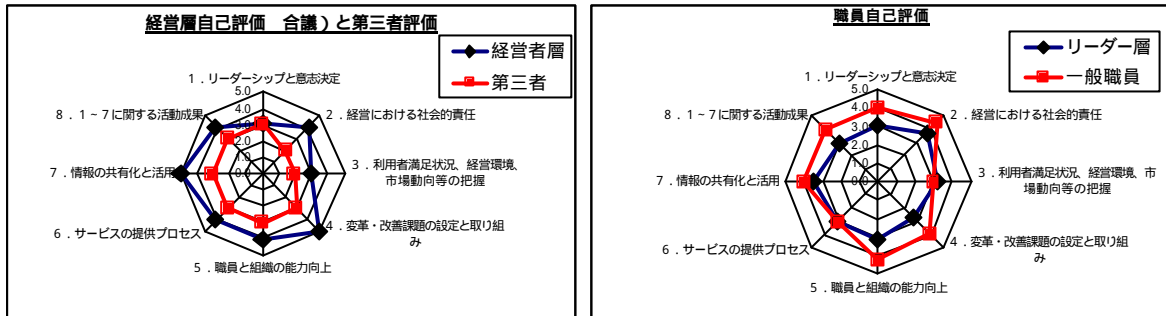 経営層自己評価　合議）と第三者評価
経営者層
第三者
1．リーダーシップと意志決定
2．経営における社会的責任
3．利用者満足状況、経営環境、
市場動向等の把握
4．変革・改善課題の設定と取り組
み
5．職員と組織の能力向上
6．サービスの提供プロセス
7．情報の共有化と活用
8．1～7に関する活動成果
5.0
4.0
3.0
2.0
1.0
0.0
職員自己評価
リーダー層
一般職員
1．リーダーシップと意志決定
2．経営における社会的責任
3．利用者満足状況、経営環境、市
場動向等の把握
4．変革・改善課題の設定と取り組
み
5．職員と組織の能力向上
6．サービスの提供プロセス
7．情報の共有化と活用
8．1～7に関する活動成果
5.0
4.0
3.0
2.0
1.0
0.0